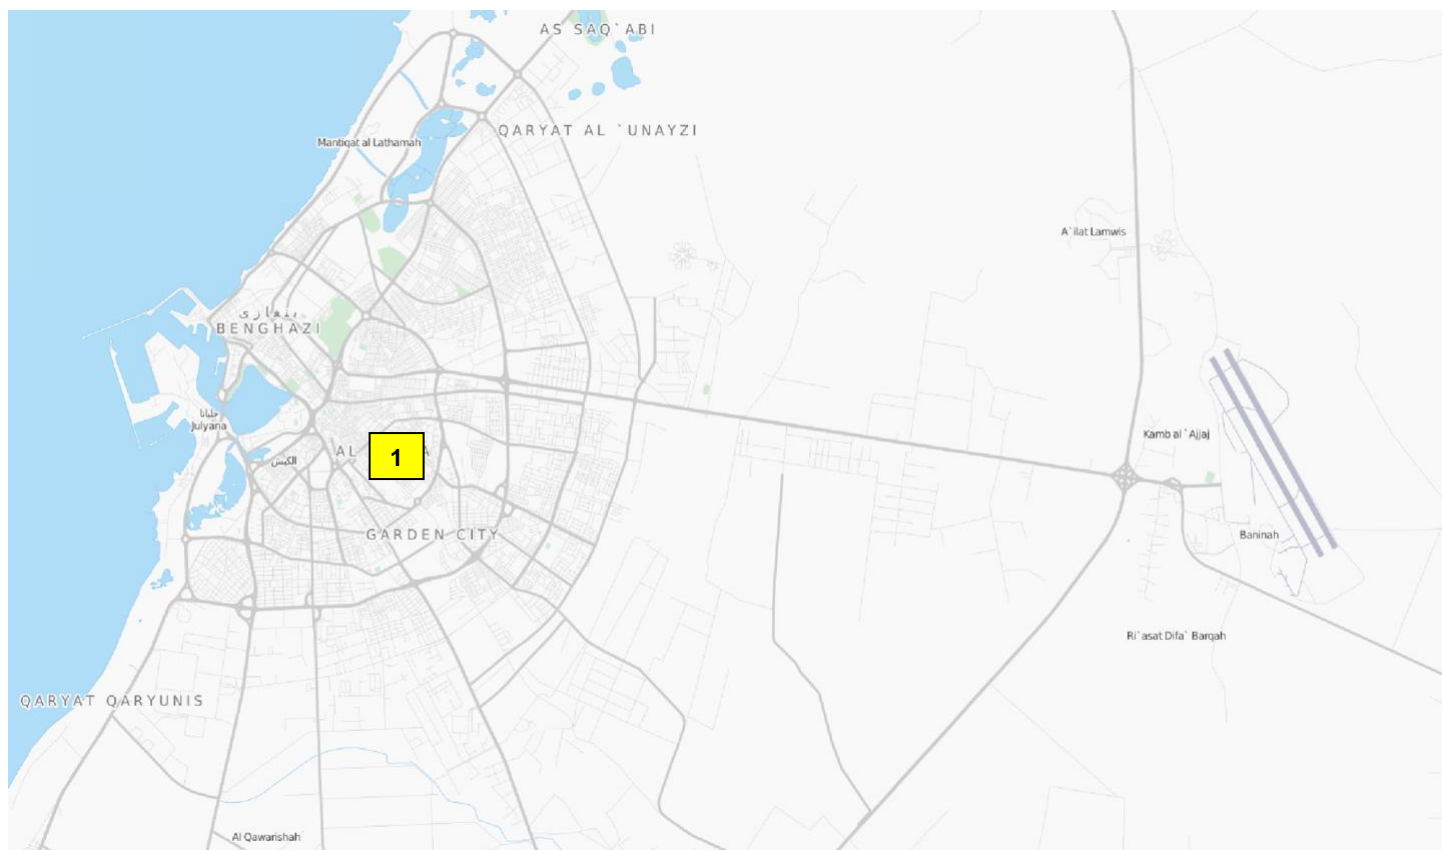 AS SAQ`ABI
QARYAT AL `UNAYZI
Mantiqat al Lathamah
A`ilat Lamwis
بنغازي
BENGHAZI
جليانا
Julyana
Kamb al `Ajjaj
AL
1
A
الكيش
GARDEN CITY
Baninah
Ri`asat Difa` Barqah
QARYAT QARYUNIS
Al Qawarishah